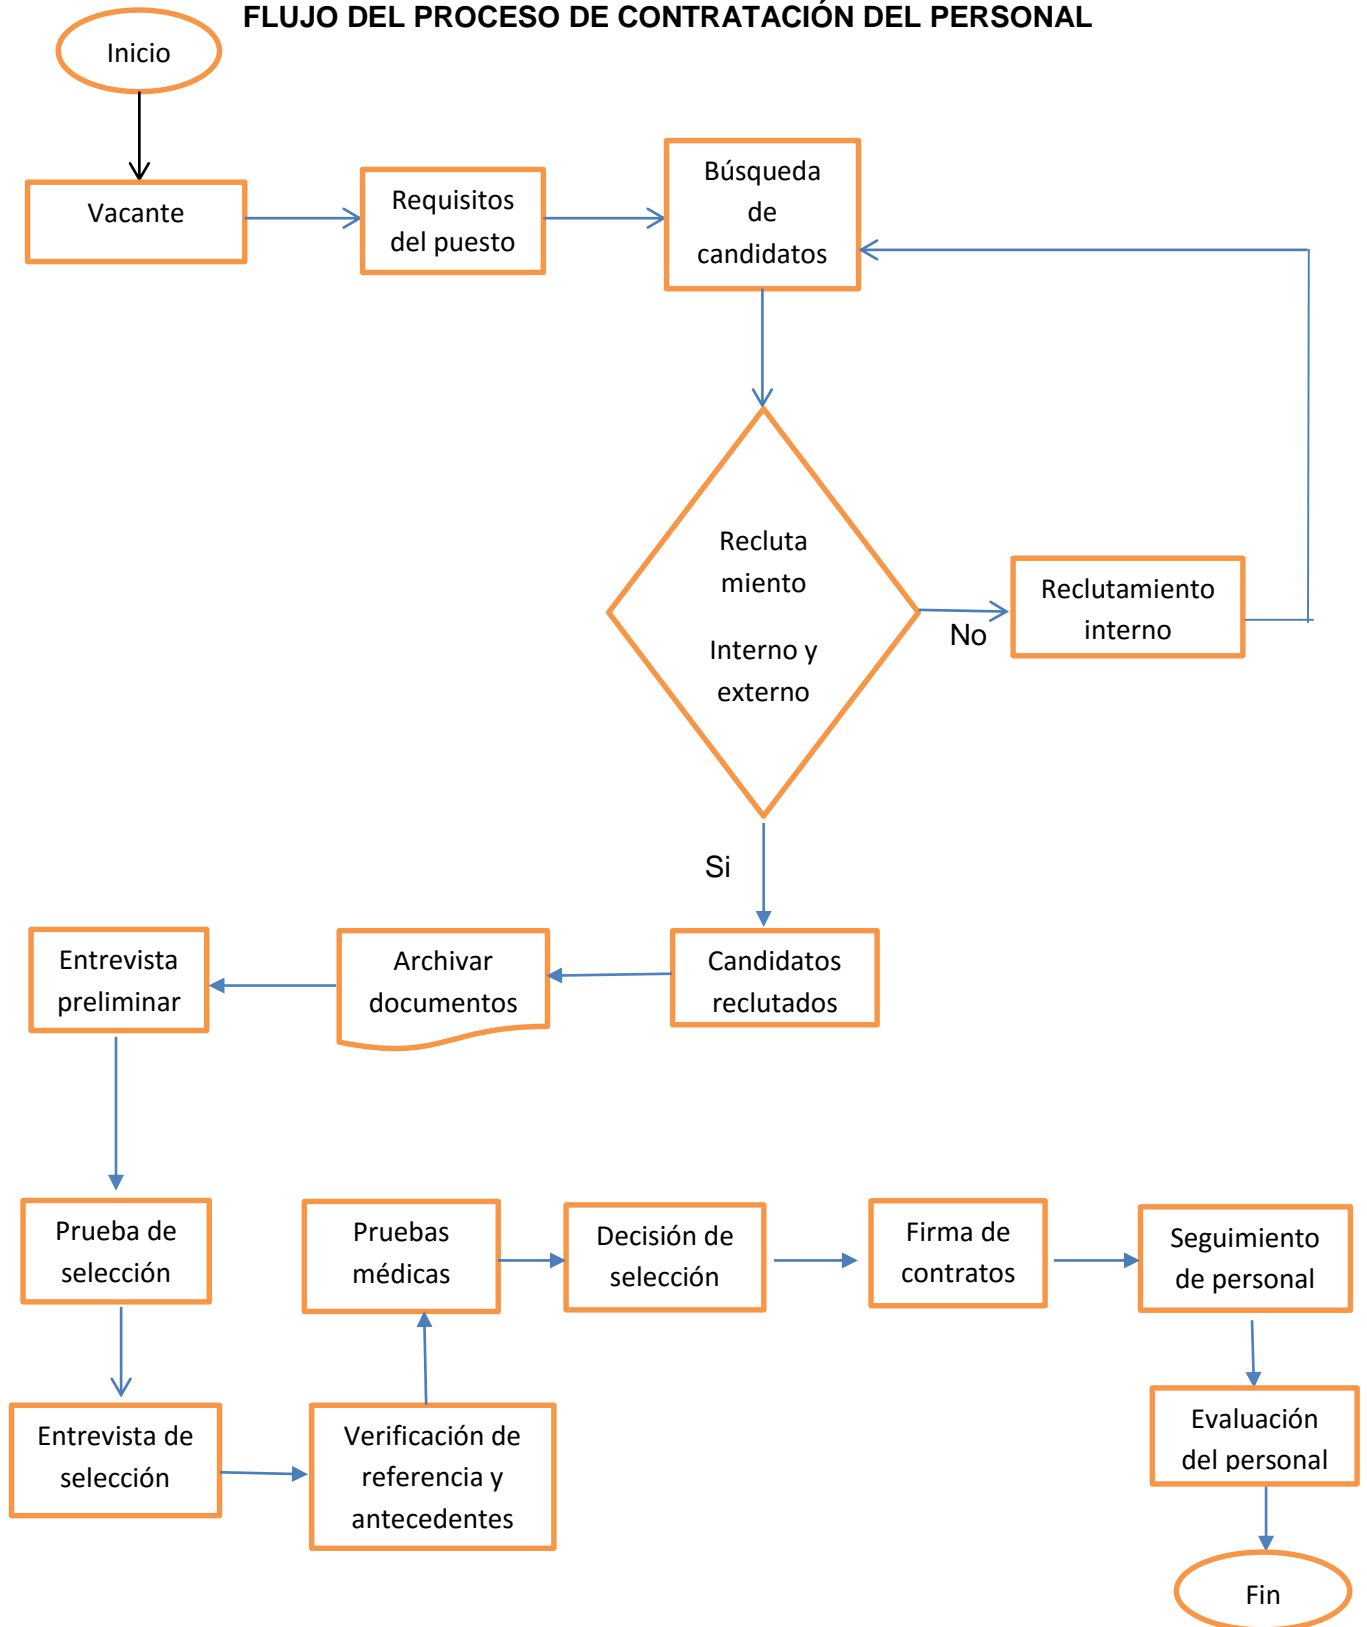 FLUJO DEL PROCESO DE CONTRATACIÓN DEL PERSONAL
Inicio
Vacante
Requisitos
del puesto
Búsqueda
de
candidatos
Recluta
miento
Interno y
externo
No
Reclutamiento
interno
Si
Candidatos
reclutados
Archivar
documentos
Entrevista
preliminar
Prueba de
selección
Entrevista de
selección
Verificación de
referencia y
antecedentes
Pruebas
médicas
Decisión de
selección
Firma de
contratos
Seguimiento
de personal
Evaluación
del personal
Fin